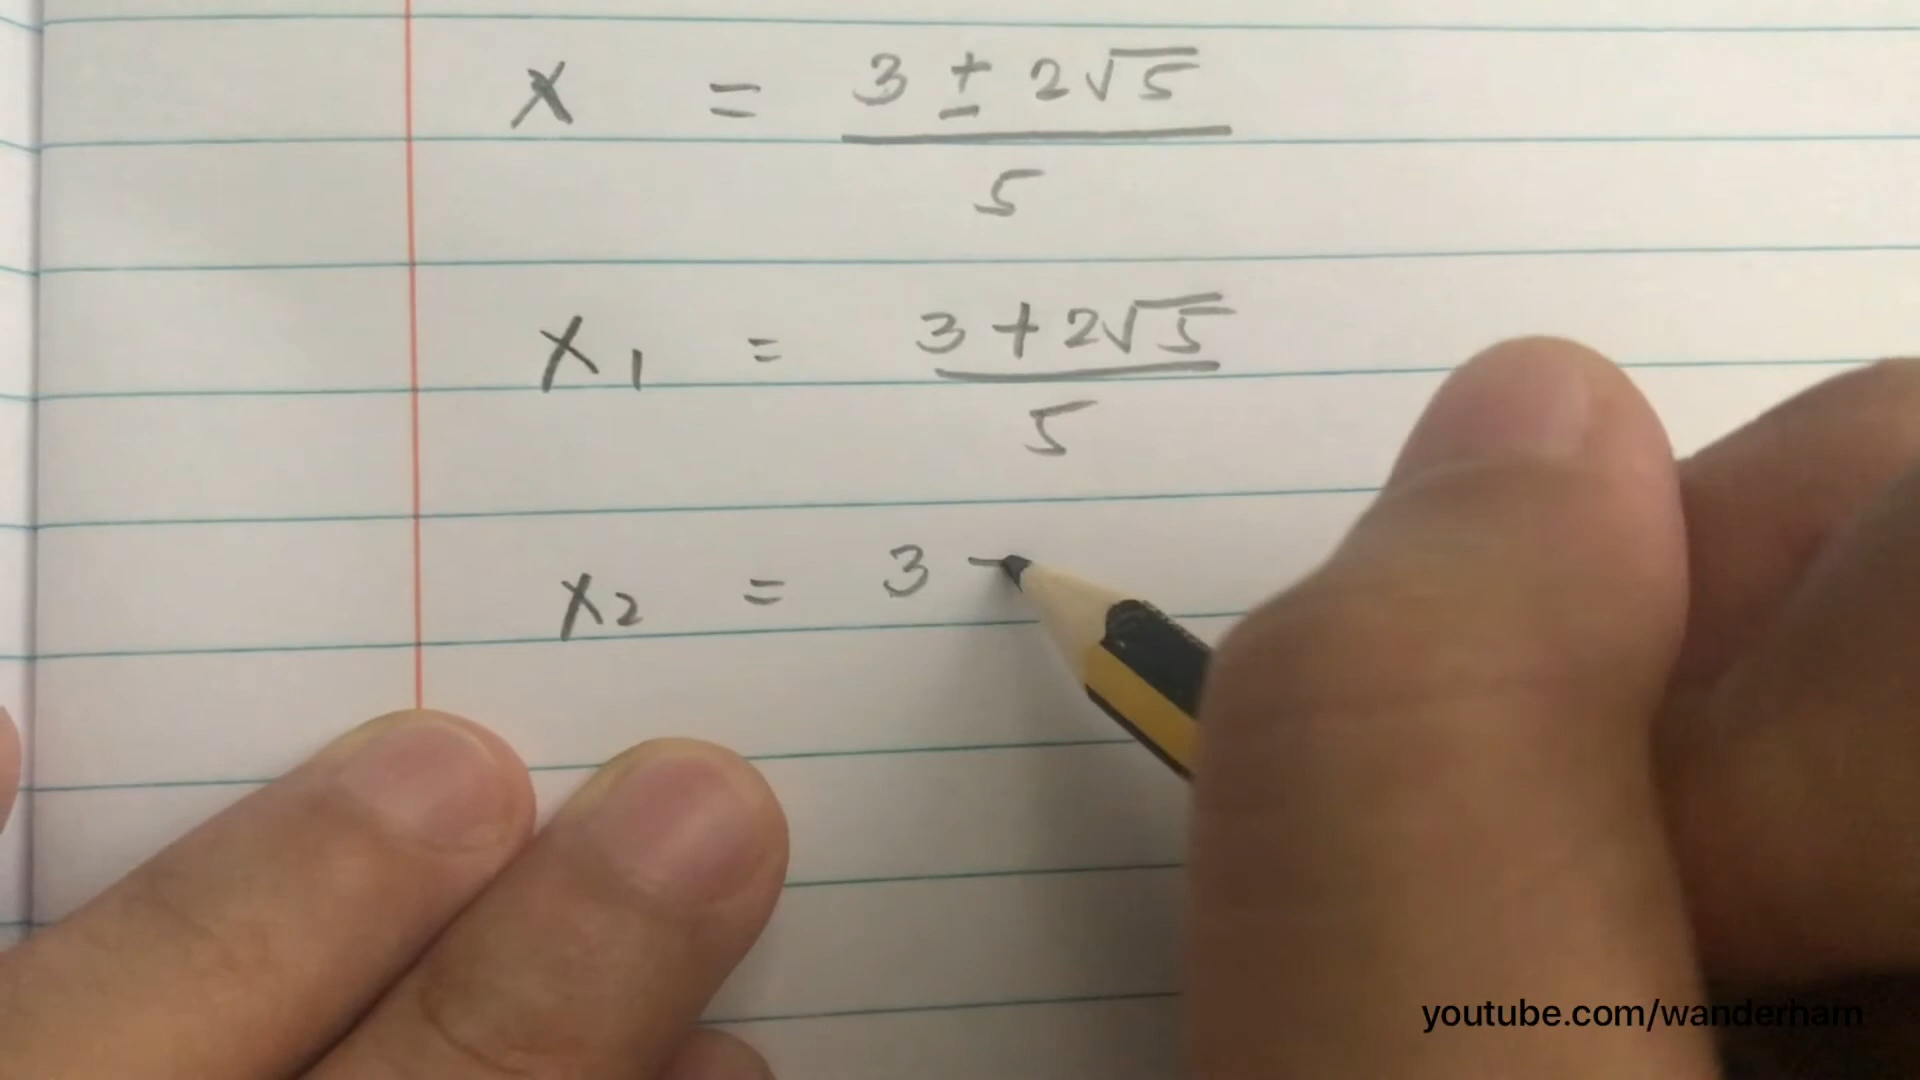 x = 3 ± 2√5
5
x1 = 3 + 2√5
5
x2 = 3 -
youtube.com/wanderham